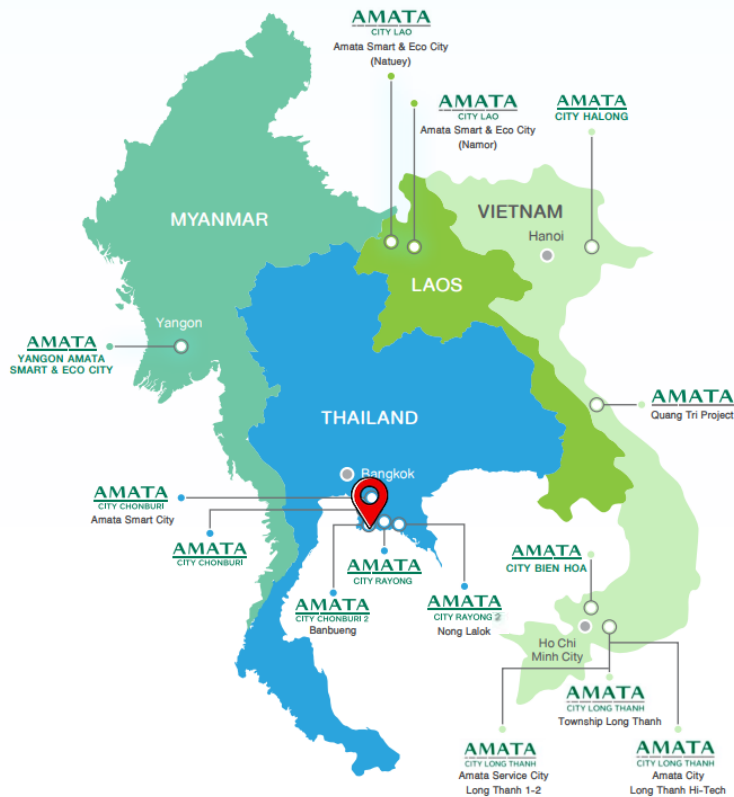 AMATA
CITY LAO
Amata Smart & Eco City
(Natuey)
AMATA
CITY LAO
Amata Smart & Eco City
(Namor)
AMATA
CITY HALONG
MYANMAR
VIETNAM
Hanoi
LAOS
Yangon
AMATA
YANGON AMATA
SMART & ECO CITY
AMATA
Quang Tri Project
THAILAND
Bangkok
AMATA
CITY CHONBURI
Amata Smart City
AMATA
CITY CHONBURI
AMATA
CITY RAYONG
AMATA
CITY CHONBURI 2
Banbueng
AMATA
CITY RAYONG 2
Nong Lalok
AMATA
CITY BIEN HOA
Ho Chi
Minh City
AMATA
CITY LONG THANH
Township Long Thanh
AMATA
CITY LONG THANH
Amata Service City
Long Thanh 1-2
AMATA
CITY LONG THANH
Amata City
Long Thanh Hi-Tech